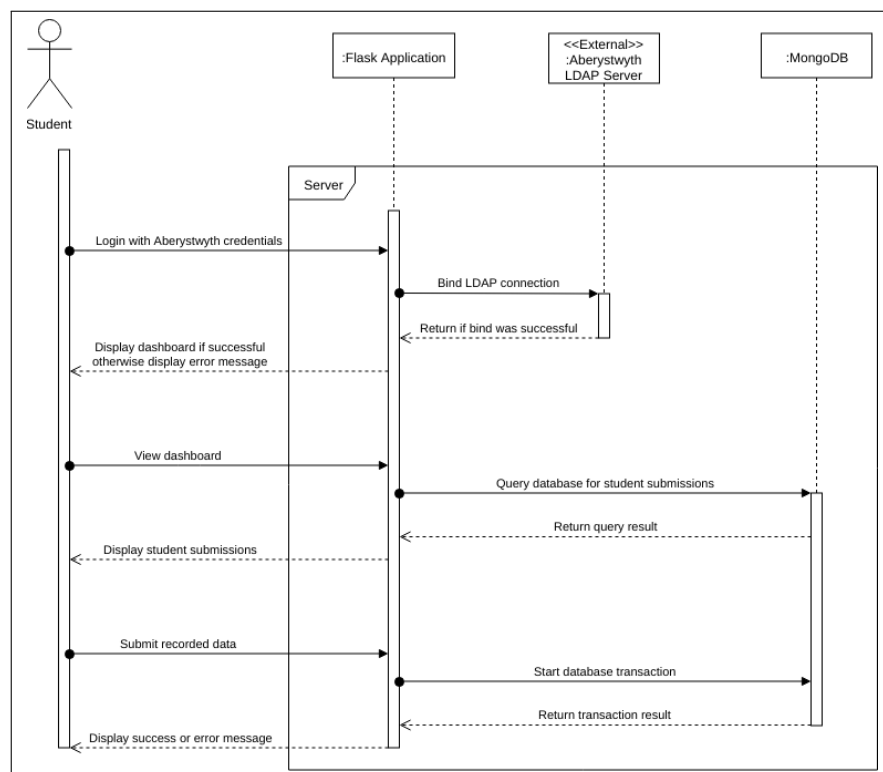 <<External>>
:Flask Application
:Aberystwyth
LDAP Server
:MongoDB
Student
Server
Login with Aberystwyth credentials
Bind LDAP connection
Return if bind was successful
Display dashboard if successful
otherwise display error message
View dashboard
Query database for student submissions
Return query result
Display student submissions
Submit recorded data
Start database transaction
Return transaction result
Display success or error message